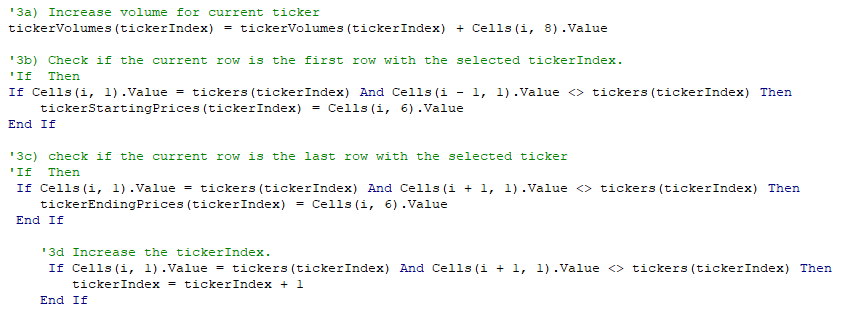 '3a) Increase volume for current ticker
tickerVolumes(tickerIndex) = tickerVolumes(tickerIndex) + Cells(i, 8).Value
'3b) Check if the current row is the first row with the selected tickerIndex.
'If  Then
If Cells(i, 1).Value = tickers(tickerIndex) And Cells(i - 1, 1).Value <> tickers(tickerIndex) Then
tickerStartingPrices(tickerIndex) = Cells(i, 6).Value
End If
'3c) check if the current row is the last row with the selected ticker
'If  Then
If Cells(i, 1).Value = tickers(tickerIndex) And Cells(i + 1, 1).Value <> tickers(tickerIndex) Then
tickerEndingPrices(tickerIndex) = Cells(i, 6).Value
End If
'3d Increase the tickerIndex.
If Cells(i, 1).Value = tickers(tickerIndex) And Cells(i + 1, 1).Value <> tickers(tickerIndex) Then
tickerIndex = tickerIndex + 1
End If